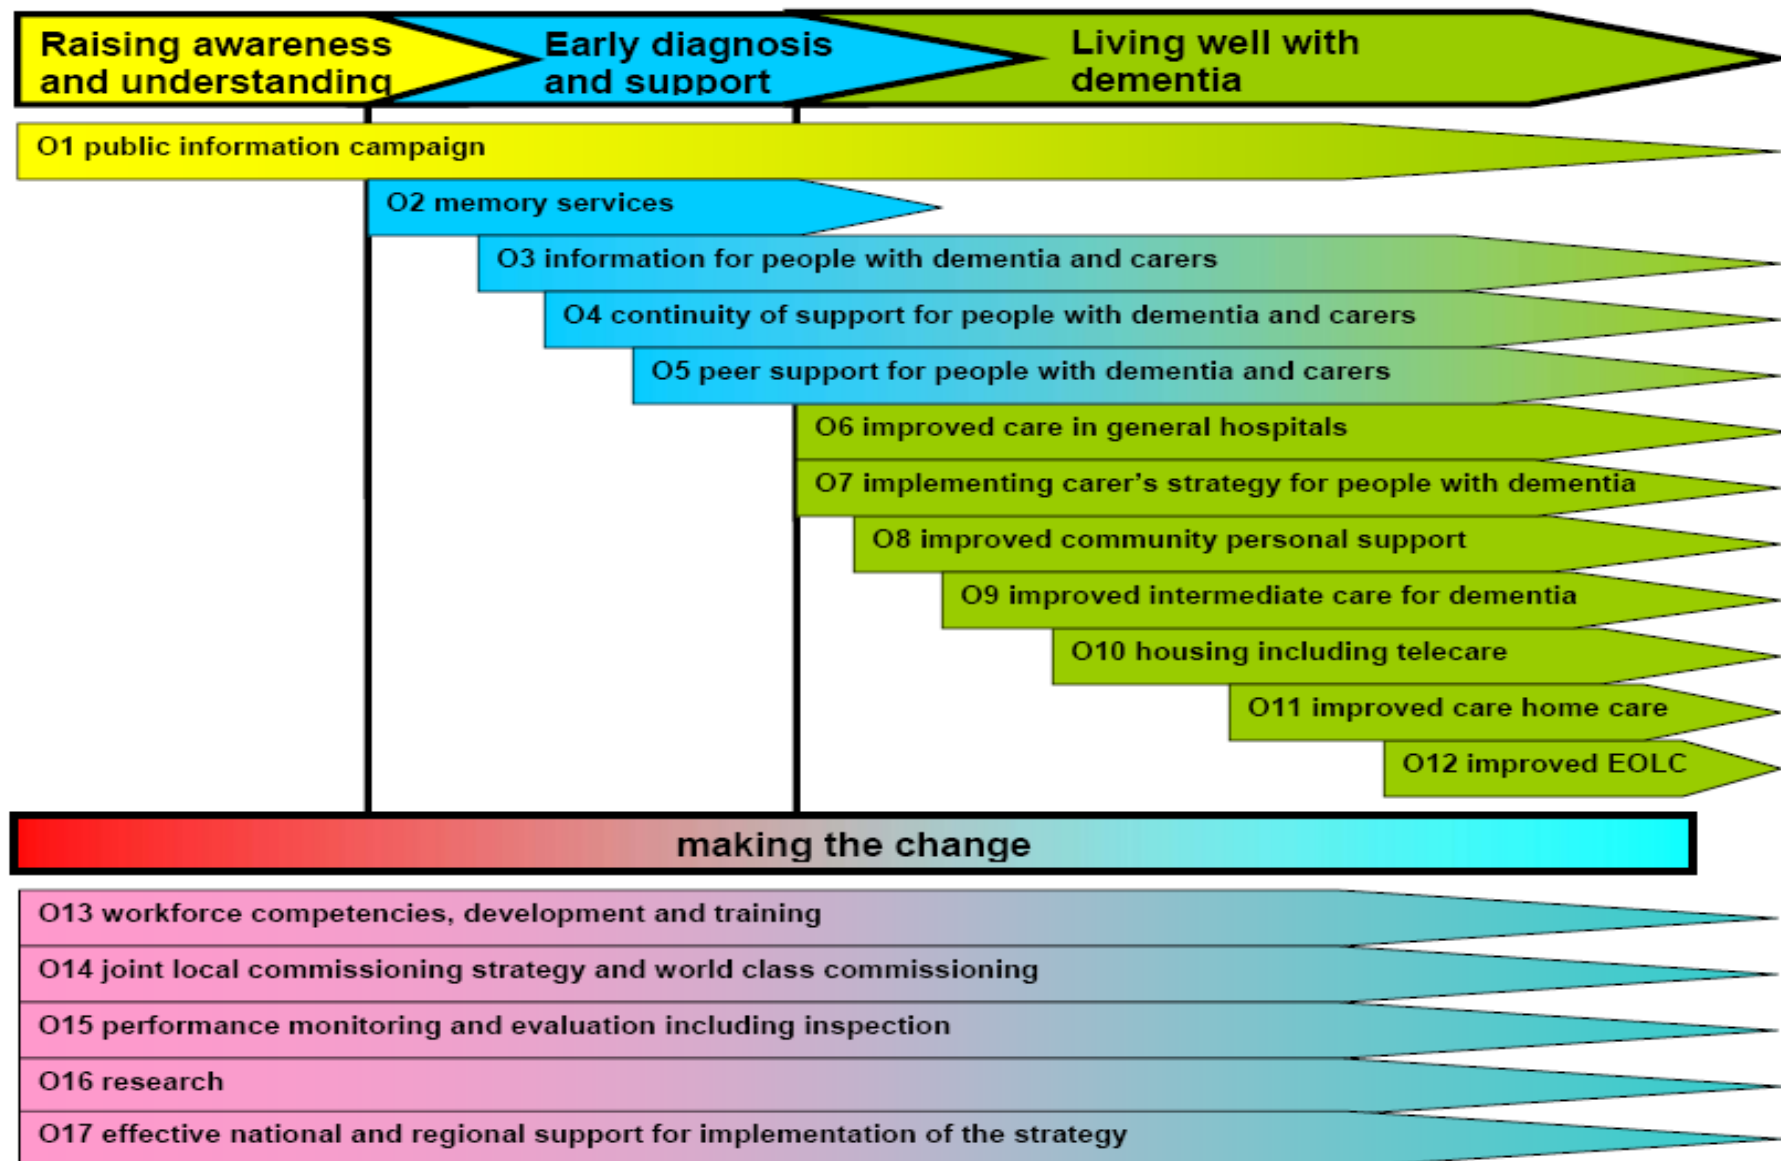 Raising awareness
and understanding
Early diagnosis
and support
Living well with
dementia
O1 public information campaign
O2 memory services
O3 information for people with dementia and carers
O4 continuity of support for people with dementia and carers
O5 peer support for people with dementia and carers
O6 improved care in general hospitals
O7 implementing carer’s strategy for people with dementia
O8 improved community personal support
O9 improved intermediate care for dementia
O10 housing including telecare
O11 improved care home care
O12 improved EOLC
making the change
O13 workforce competencies, development and training
O14 joint local commissioning strategy and world class commissioning
O15 performance monitoring and evaluation including inspection
O16 research
O17 effective national and regional support for implementation of the strategy